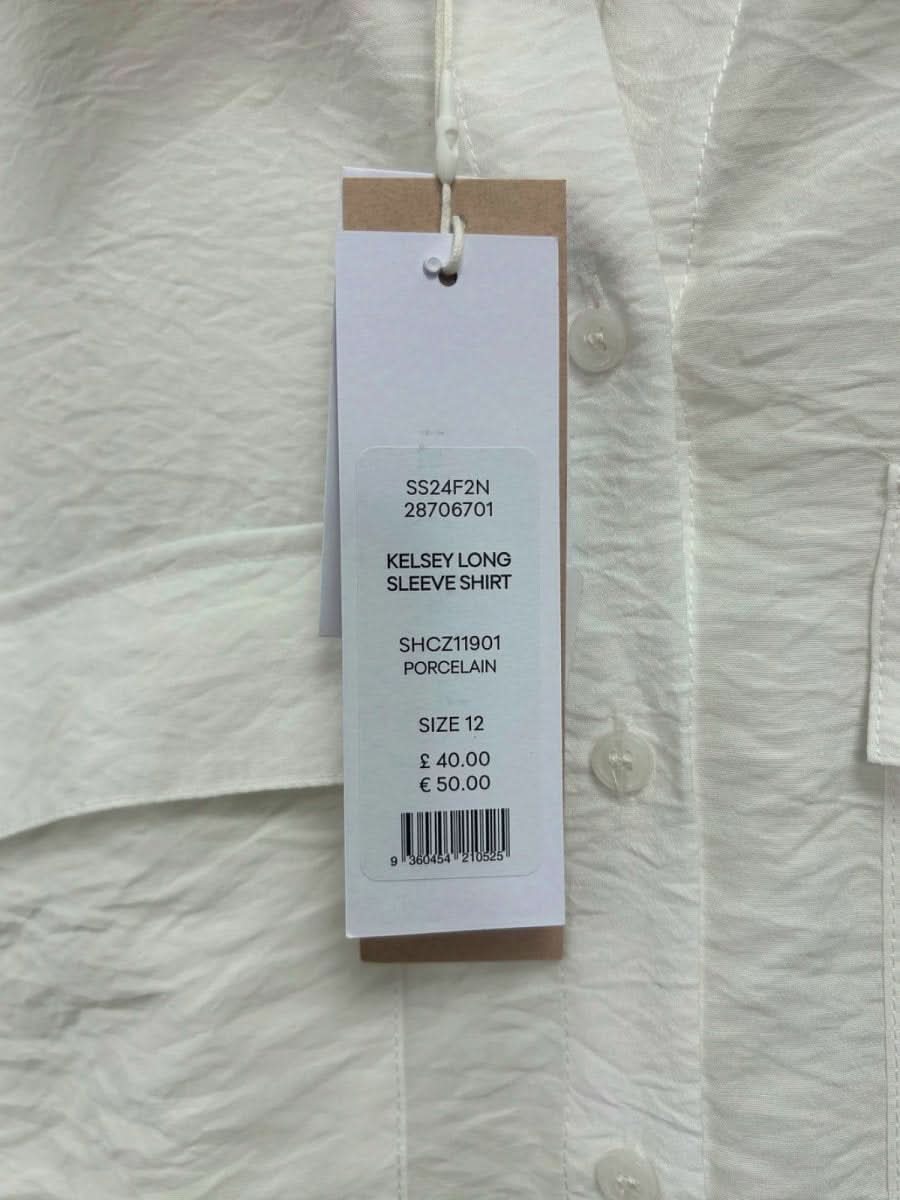 SS24F2N
28706701
KELSEY LONG
SLEEVE SHIRT
SHCZ11901
PORCELAIN
SIZE 12
£ 40.00
€ 50.00
9 360454 210525